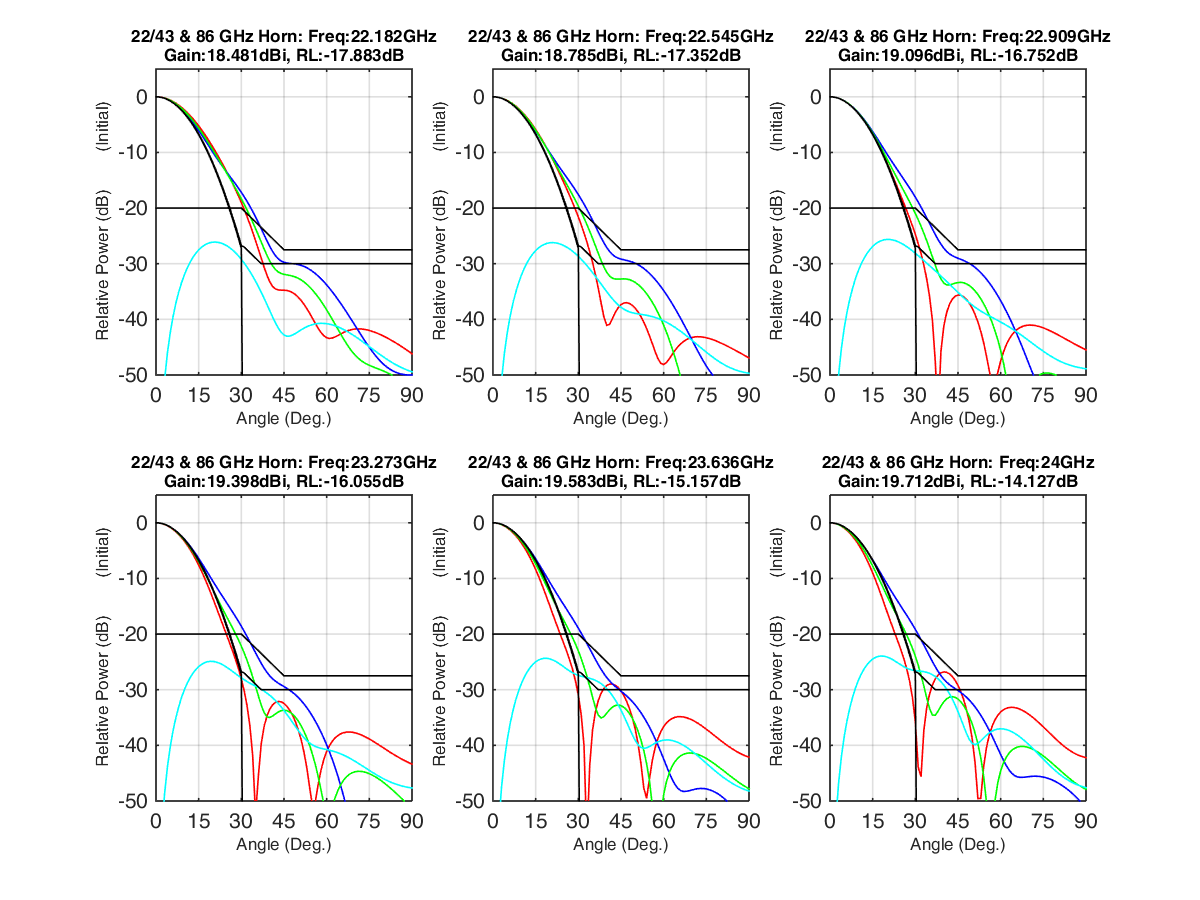 22/43 & 86 GHz Horn: Freq:22.182GHz
Gain:18.481dBi, RL:-17.883dB
0
-10
-20
-30
-40
-50
0 15 30 45 60 75 90
Angle (Deg.)
Relative Power (dB) (Initial)
22/43 & 86 GHz Horn: Freq:22.545GHz
Gain:18.785dBi, RL:-17.352dB
0
-10
-20
-30
-40
-50
0 15 30 45 60 75 90
Angle (Deg.)
Relative Power (dB) (Initial)
22/43 & 86 GHz Horn: Freq:22.909GHz
Gain:19.096dBi, RL:-16.752dB
0
-10
-20
-30
-40
-50
0 15 30 45 60 75 90
Angle (Deg.)
Relative Power (dB) (Initial)
22/43 & 86 GHz Horn: Freq:23.273GHz
Gain:19.398dBi, RL:-16.055dB
0
-10
-20
-30
-40
-50
0 15 30 45 60 75 90
Angle (Deg.)
Relative Power (dB) (Initial)
22/43 & 86 GHz Horn: Freq:23.636GHz
Gain:19.583dBi, RL:-15.157dB
0
-10
-20
-30
-40
-50
0 15 30 45 60 75 90
Angle (Deg.)
Relative Power (dB) (Initial)
22/43 & 86 GHz Horn: Freq:24GHz
Gain:19.712dBi, RL:-14.127dB
0
-10
-20
-30
-40
-50
0 15 30 45 60 75 90
Angle (Deg.)
Relative Power (dB) (Initial)